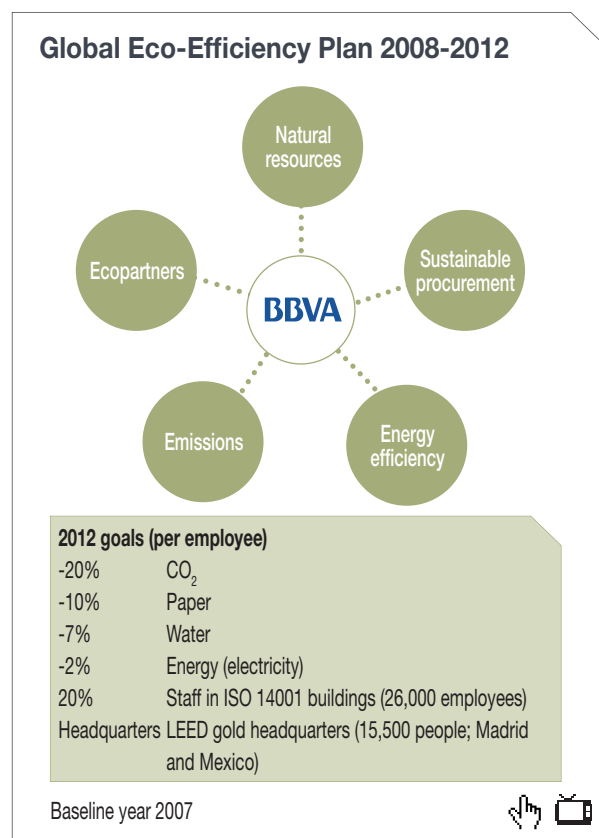 Global Eco-Efficiency Plan 2008-2012
Natural
resources
Ecopartners
Sustainable
procurement
BBVA
Emissions
Energy
efficiency
2012 goals (per employee)
-20% CO₂
-10% Paper
-7% Water
-2% Energy (electricity)
20% Staff in ISO 14001 buildings (26,000 employees)
Headquarters LEED gold headquarters (15,500 people; Madrid
and Mexico)
Baseline year 2007